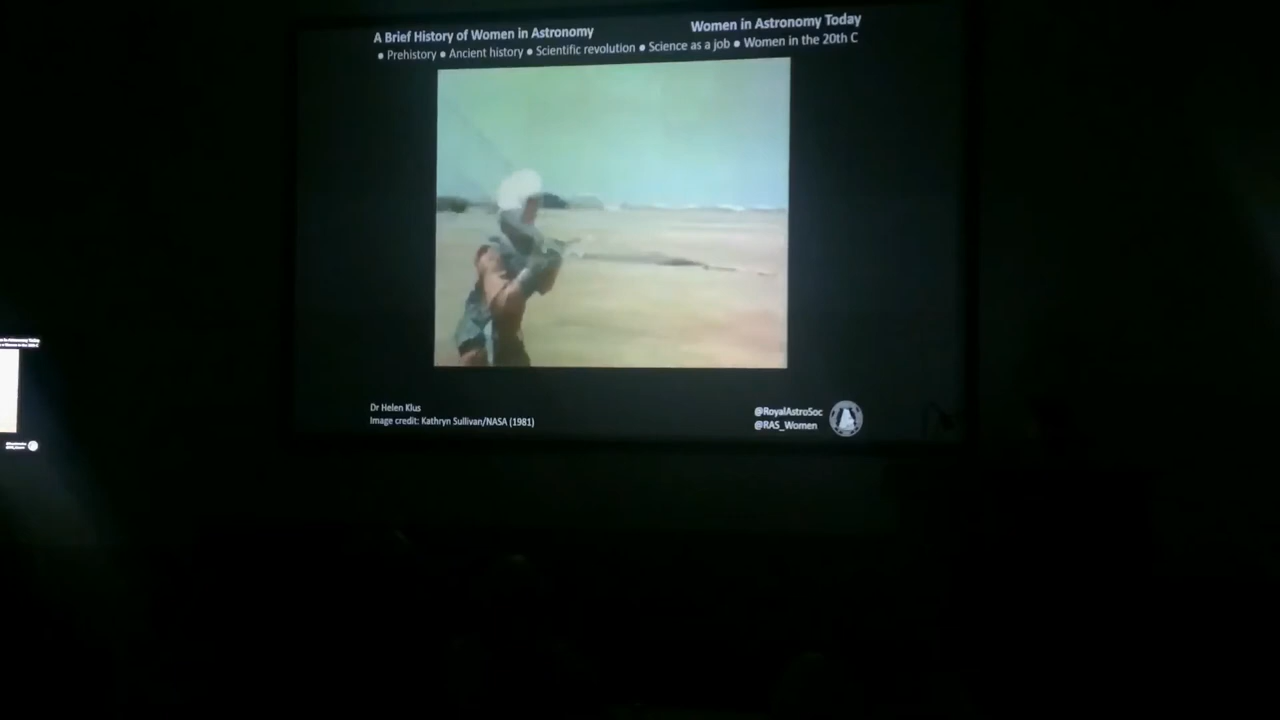 A Brief History of Women in Astronomy
Women in Astronomy Today
● Prehistory ● Ancient history ● Scientific revolution ● Science as a job ● Women in the 20th C
Dr Helen Klus
Image credit: Kathryn Sullivan/NASA (1981)
@RoyalAstroSoc
@RAS_Women